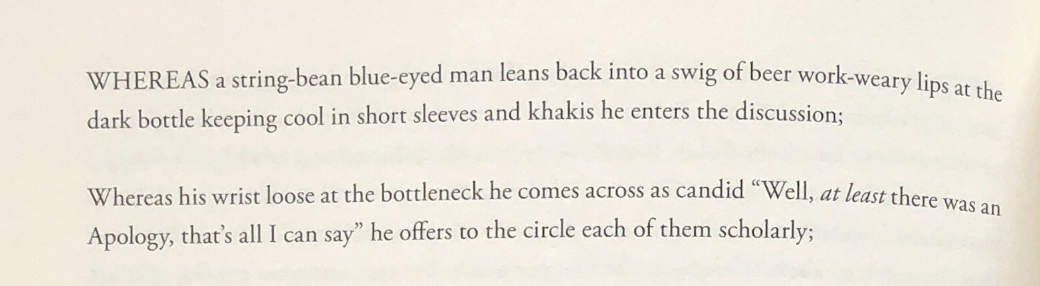 WHEREAS a string-bean blue-eyed man leans back into a swig of beer work-weary lips at the
dark bottle keeping cool in short sleeves and khakis he enters the discussion;
Whereas his wrist loose at the bottleneck he comes across as candid “Well, at least there was an
Apology, that’s all I can say” he offers to the circle each of them scholarly;